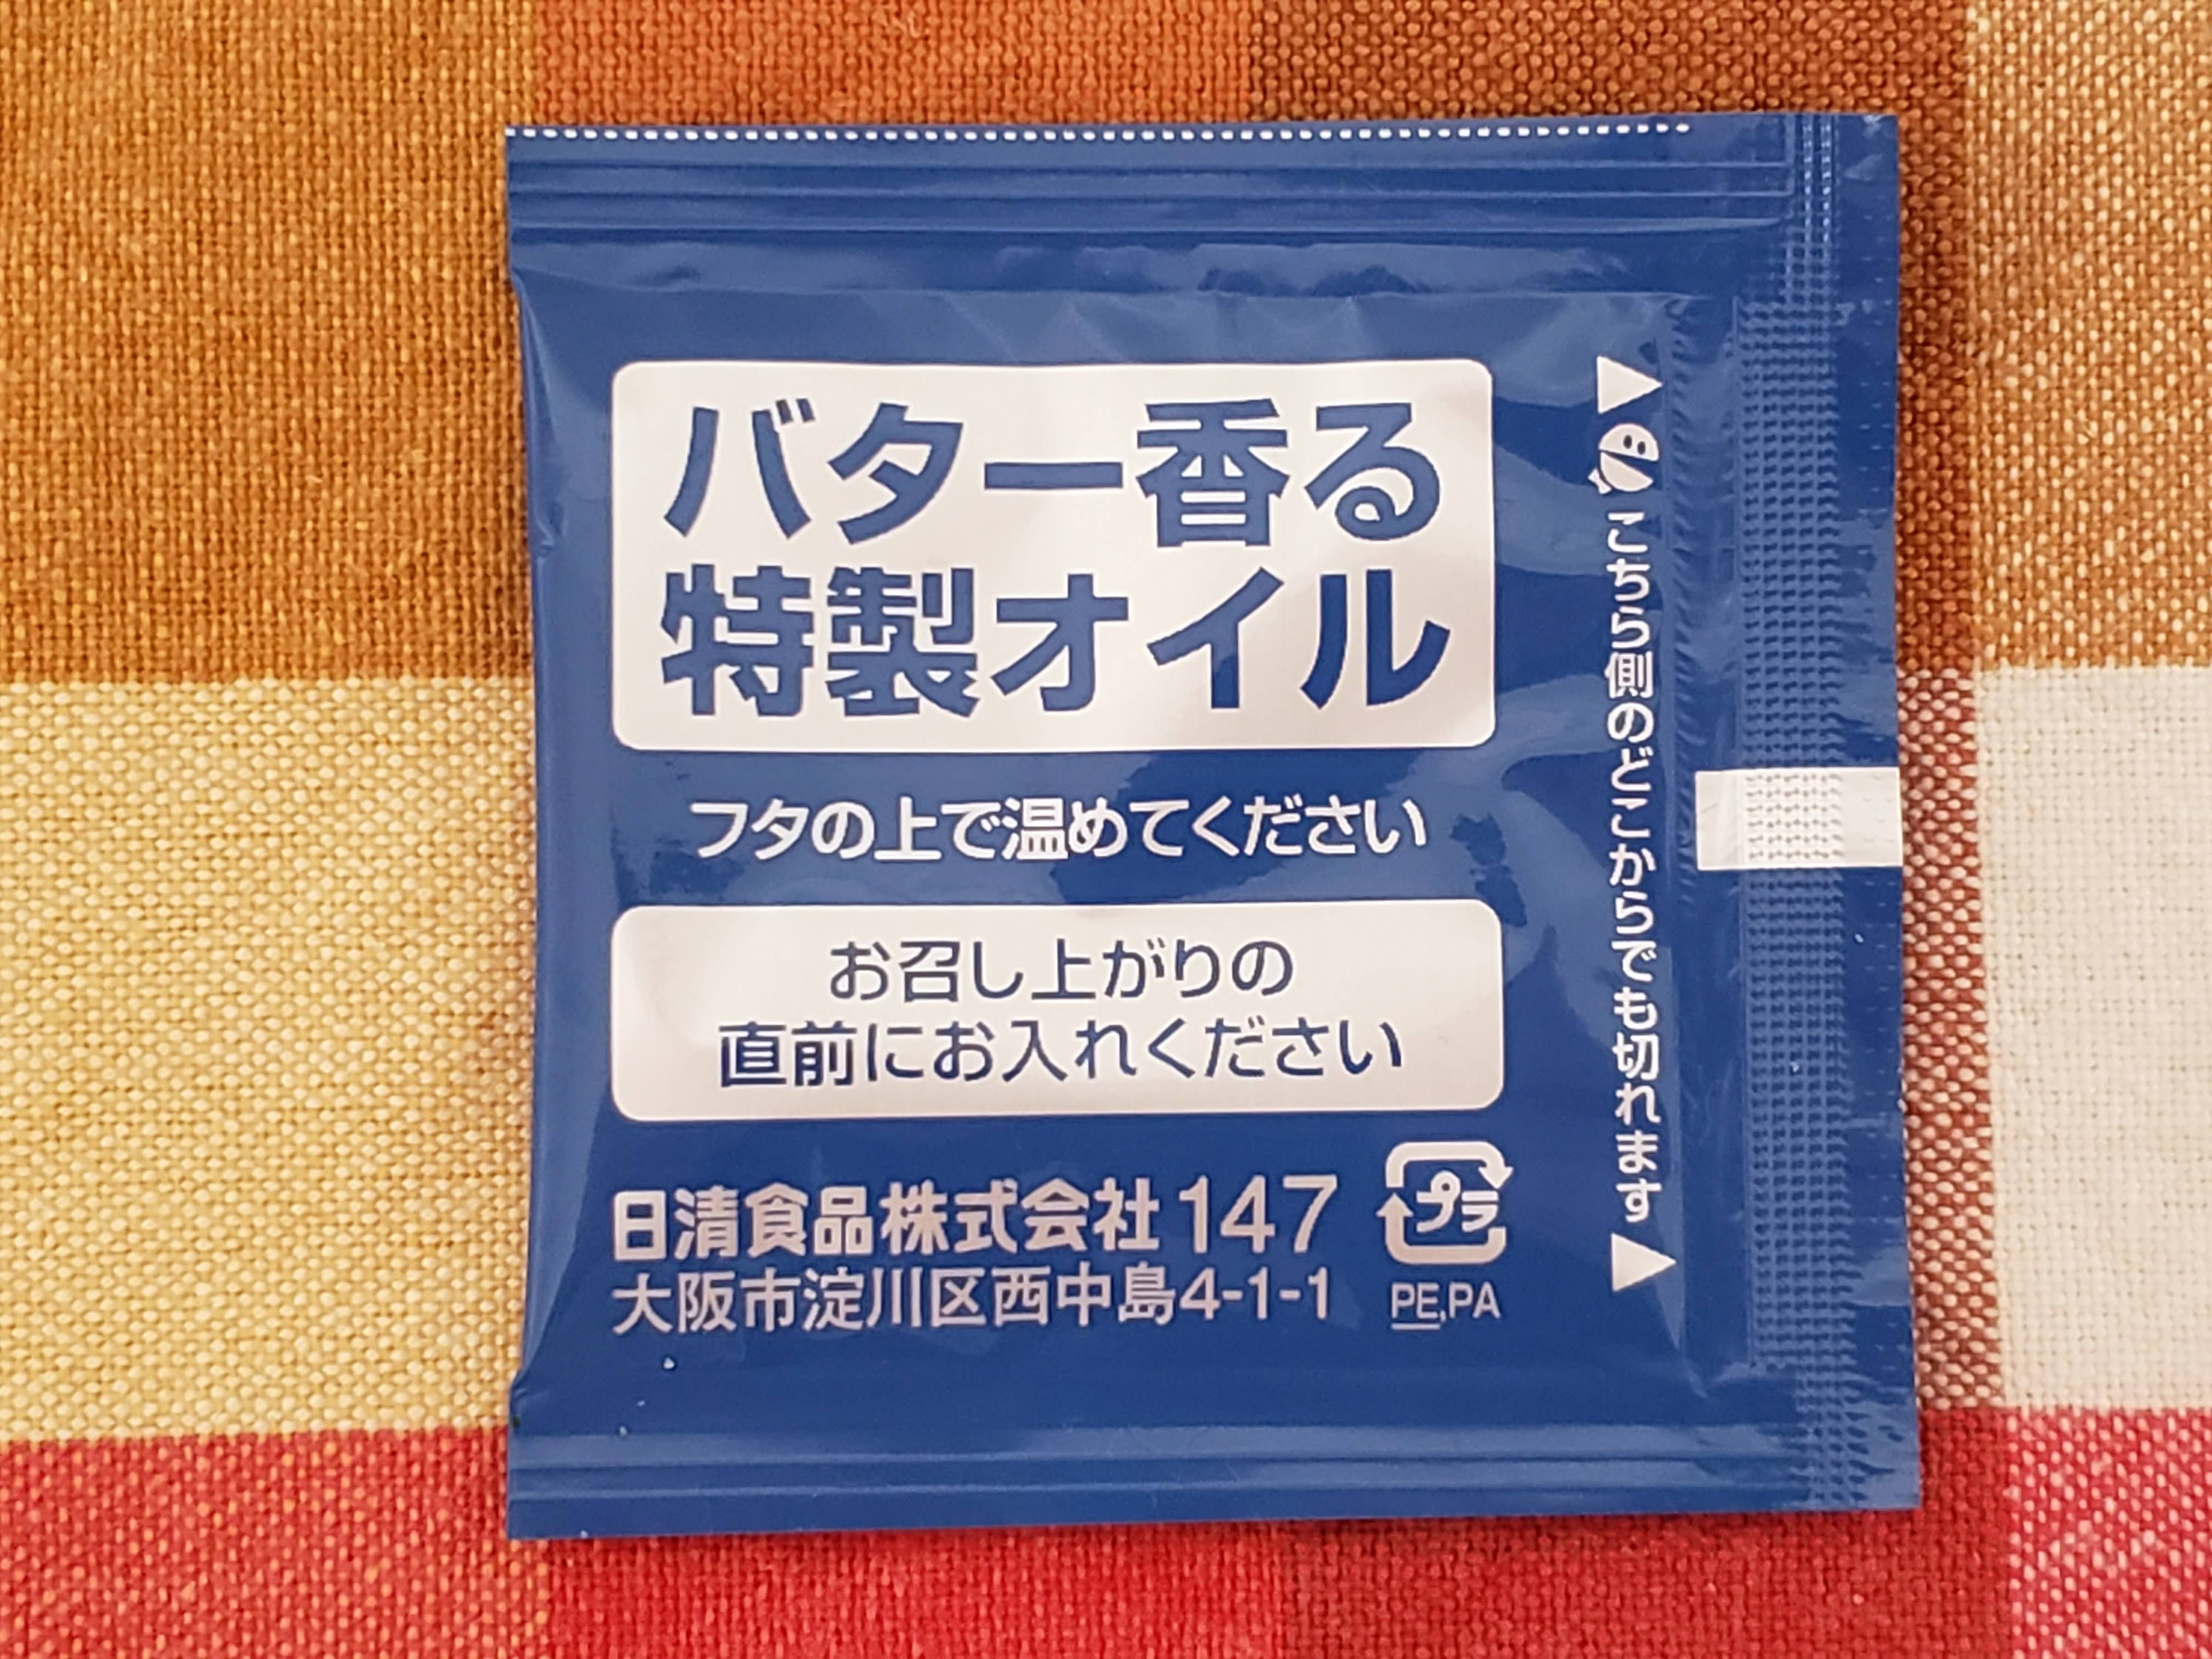 バター香る
特製オイル
フタの上で温めてください
お召し上がりの
直前にお入れください
日清食品株式会社147
大阪市淀川区西中島4-1-1
プラ
PE,PA
こちら側のどこからでも切れます